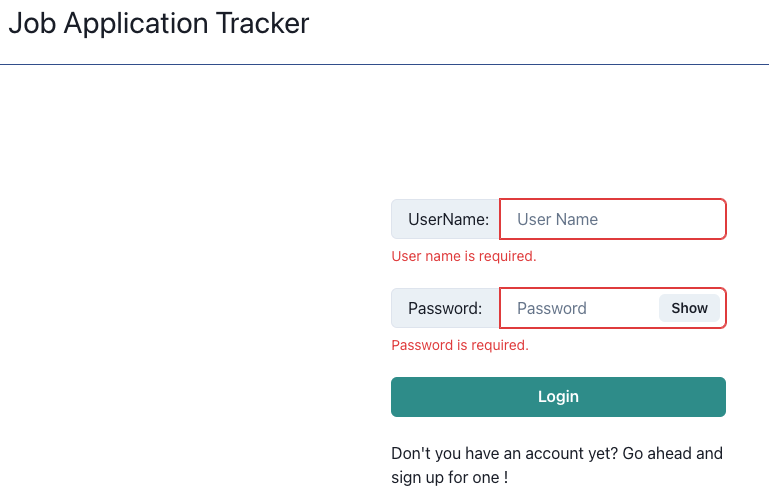 Job Application Tracker
UserName: User Name
User name is required.
Password: Password Show
Password is required.
Login
Don't you have an account yet? Go ahead and
sign up for one !